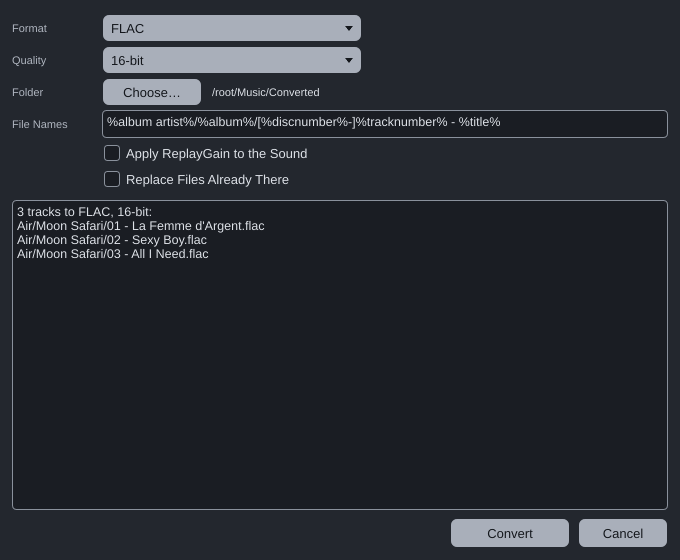 Format
FLAC
Quality
16-bit
Folder
Choose…
/root/Music/Converted
File Names
%album artist%/%album%/[%discnumber%-]%tracknumber% - %title%
Apply ReplayGain to the Sound
Replace Files Already There
3 tracks to FLAC, 16-bit:
Air/Moon Safari/01 - La Femme d'Argent.flac
Air/Moon Safari/02 - Sexy Boy.flac
Air/Moon Safari/03 - All I Need.flac
Convert
Cancel